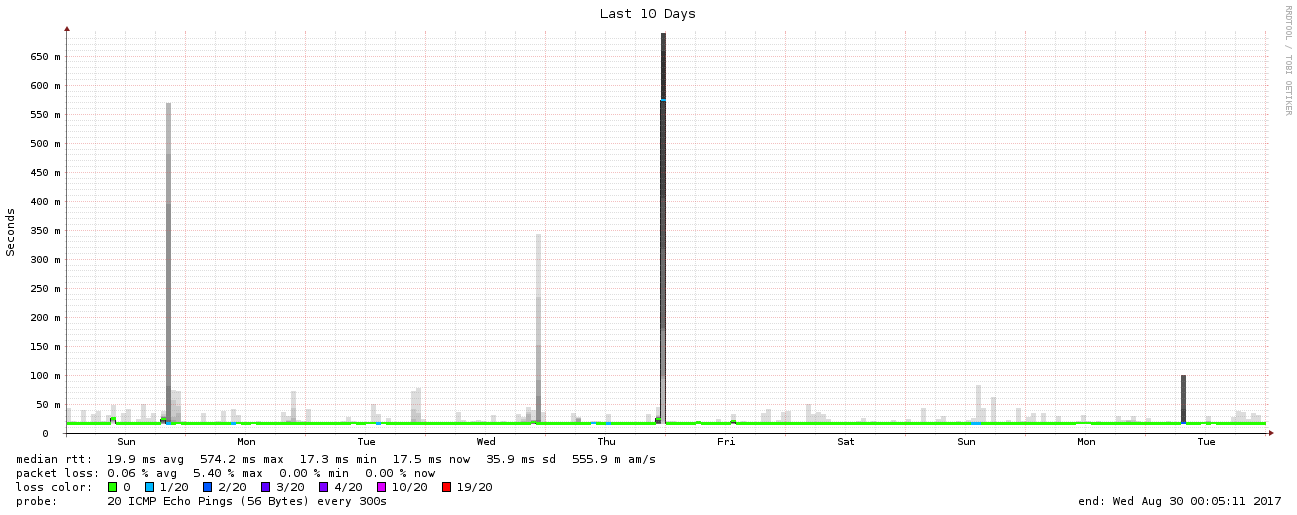 Last 10 Days
RRDTOOL / TOBI OETIKER
Seconds
650 m
600 m
550 m
500 m
450 m
400 m
350 m
300 m
250 m
200 m
150 m
100 m
50 m
0
Sun Mon Tue Wed Thu Fri Sat Sun Mon Tue
median rtt: 19.9 ms avg 574.2 ms max 17.3 ms min 17.5 ms now 35.9 ms sd 555.9 m am/s
packet loss: 0.06 % avg 5.40 % max 0.00 % min 0.00 % now
loss color: 0 1/20 2/20 3/20 4/20 10/20 19/20
probe: 20 ICMP Echo Pings (56 Bytes) every 300s end: Wed Aug 30 00:05:11 2017